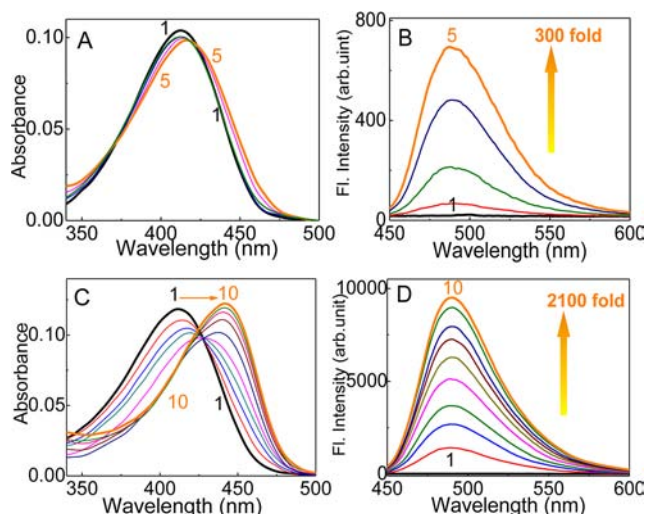 A
1
5
5
1
0.10
0.05
0.00
Absorbance
350 400 450 500
Wavelength (nm)
B
5
300 fold
1
800
400
0
Fl. Intensity (arb.uint)
450 500 550 600
Wavelength (nm)
C
1
10
10
1
0.10
0.05
0.00
Absorbance
350 400 450 500
Wavelength (nm)
D
10
2100 fold
1
10000
5000
0
Fl. Intensity (arb.unit)
450 500 550 600
Wavelength (nm)